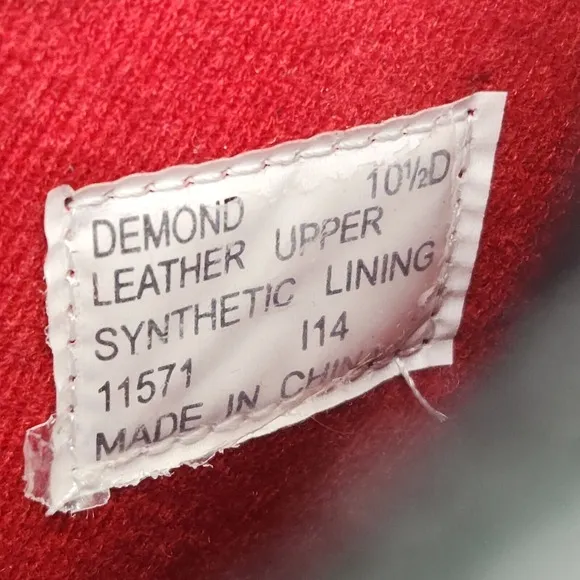 DEMOND 10½D
LEATHER UPPER
SYNTHETIC LINING
11571 I14
MADE IN CHINA